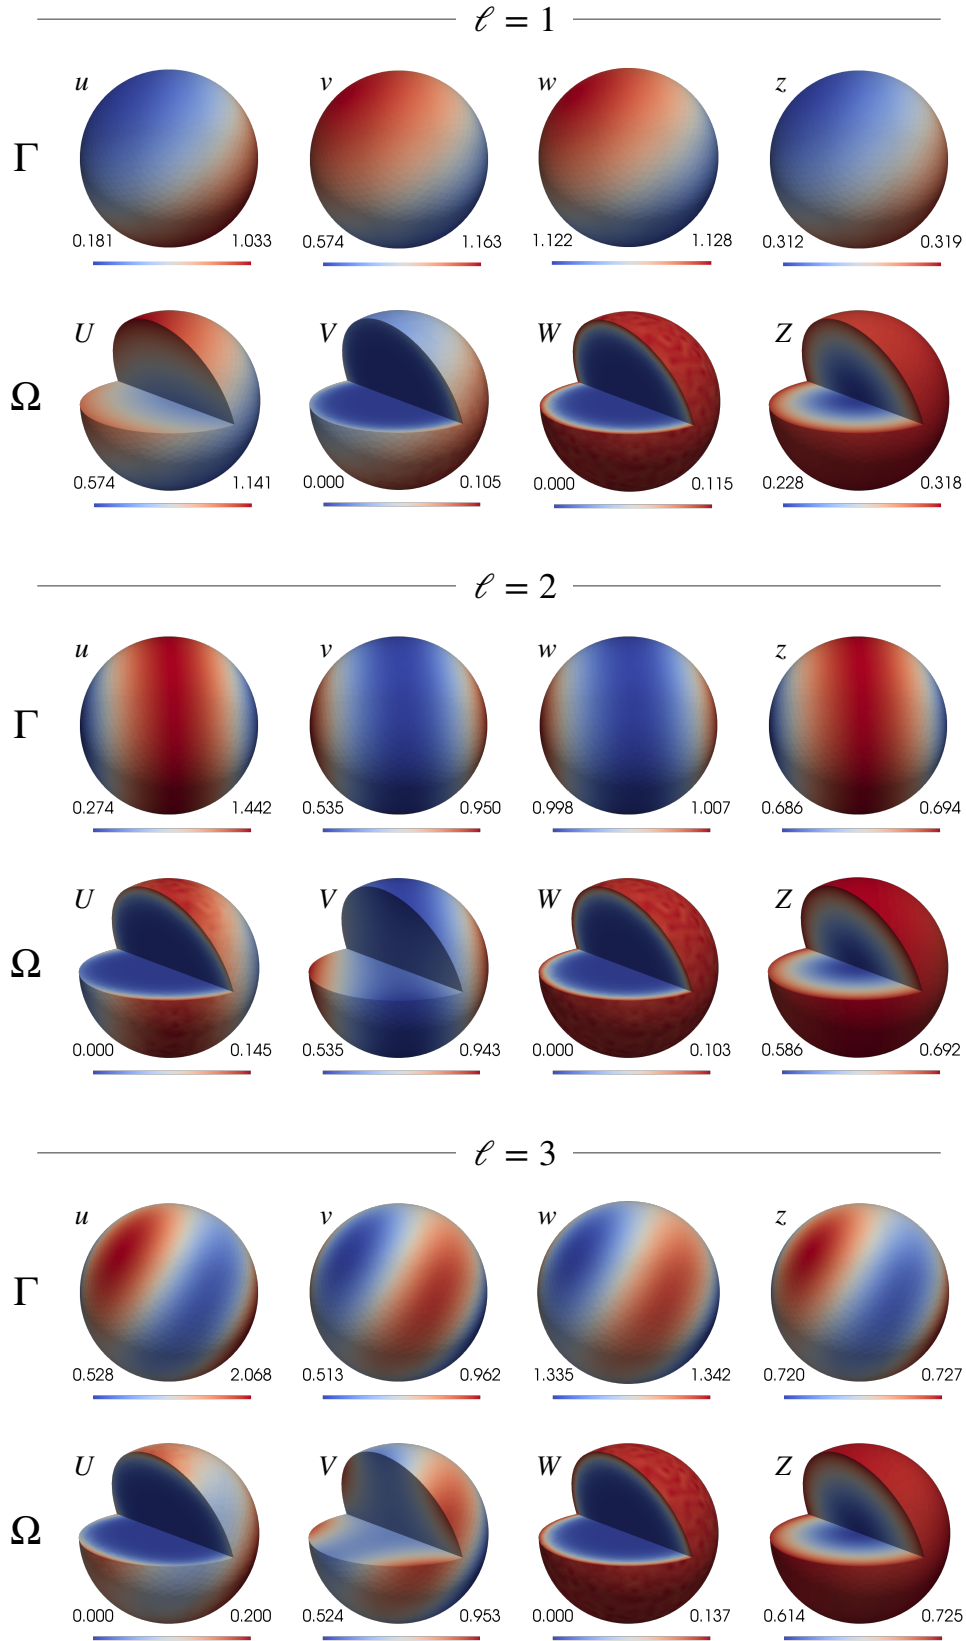 ℓ = 1
u v w z
Γ
0.181 1.033 0.574 1.163 1.122 1.128 0.312 0.319
U V W Z
Ω
0.574 1.141 0.000 0.105 0.000 0.115 0.228 0.318
ℓ = 2
u v w z
Γ
0.274 1.442 0.535 0.950 0.998 1.007 0.686 0.694
U V W Z
Ω
0.000 0.145 0.535 0.943 0.000 0.103 0.586 0.692
ℓ = 3
u v w z
Γ
0.528 2.068 0.513 0.962 1.335 1.342 0.720 0.727
U V W Z
Ω
0.000 0.200 0.524 0.953 0.000 0.137 0.614 0.725